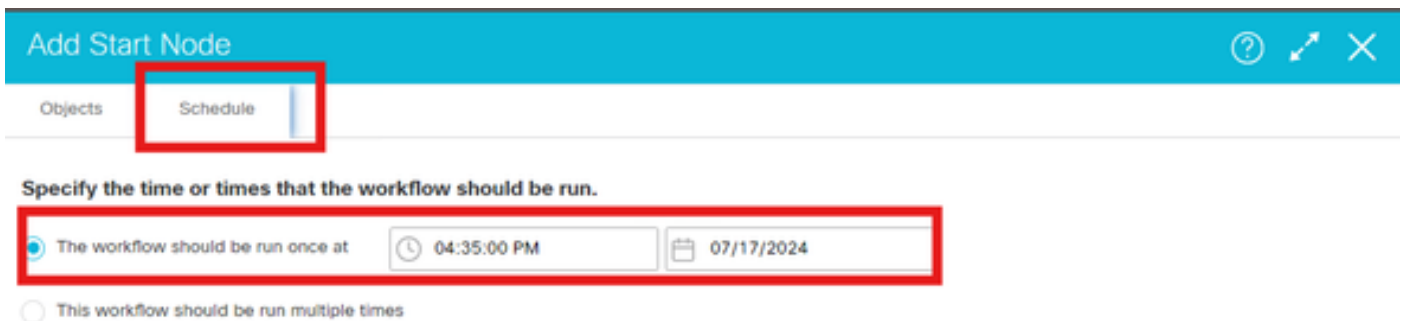 Add Start Node
Objects Schedule
Specify the time or times that the workflow should be run.
The workflow should be run once at 04:35:00 PM 07/17/2024
This workflow should be run multiple times